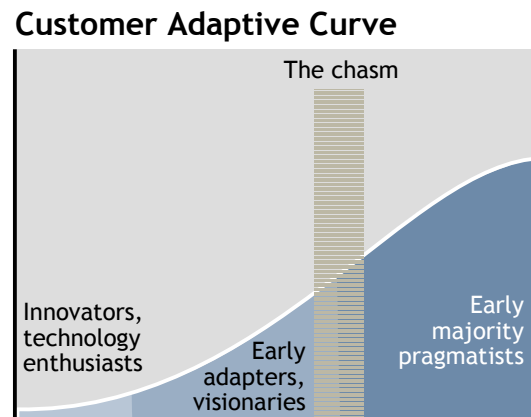 Customer Adaptive Curve
The chasm
Innovators,
technology
enthusiasts
Early
adapters,
visionaries
Early
majority
pragmatists